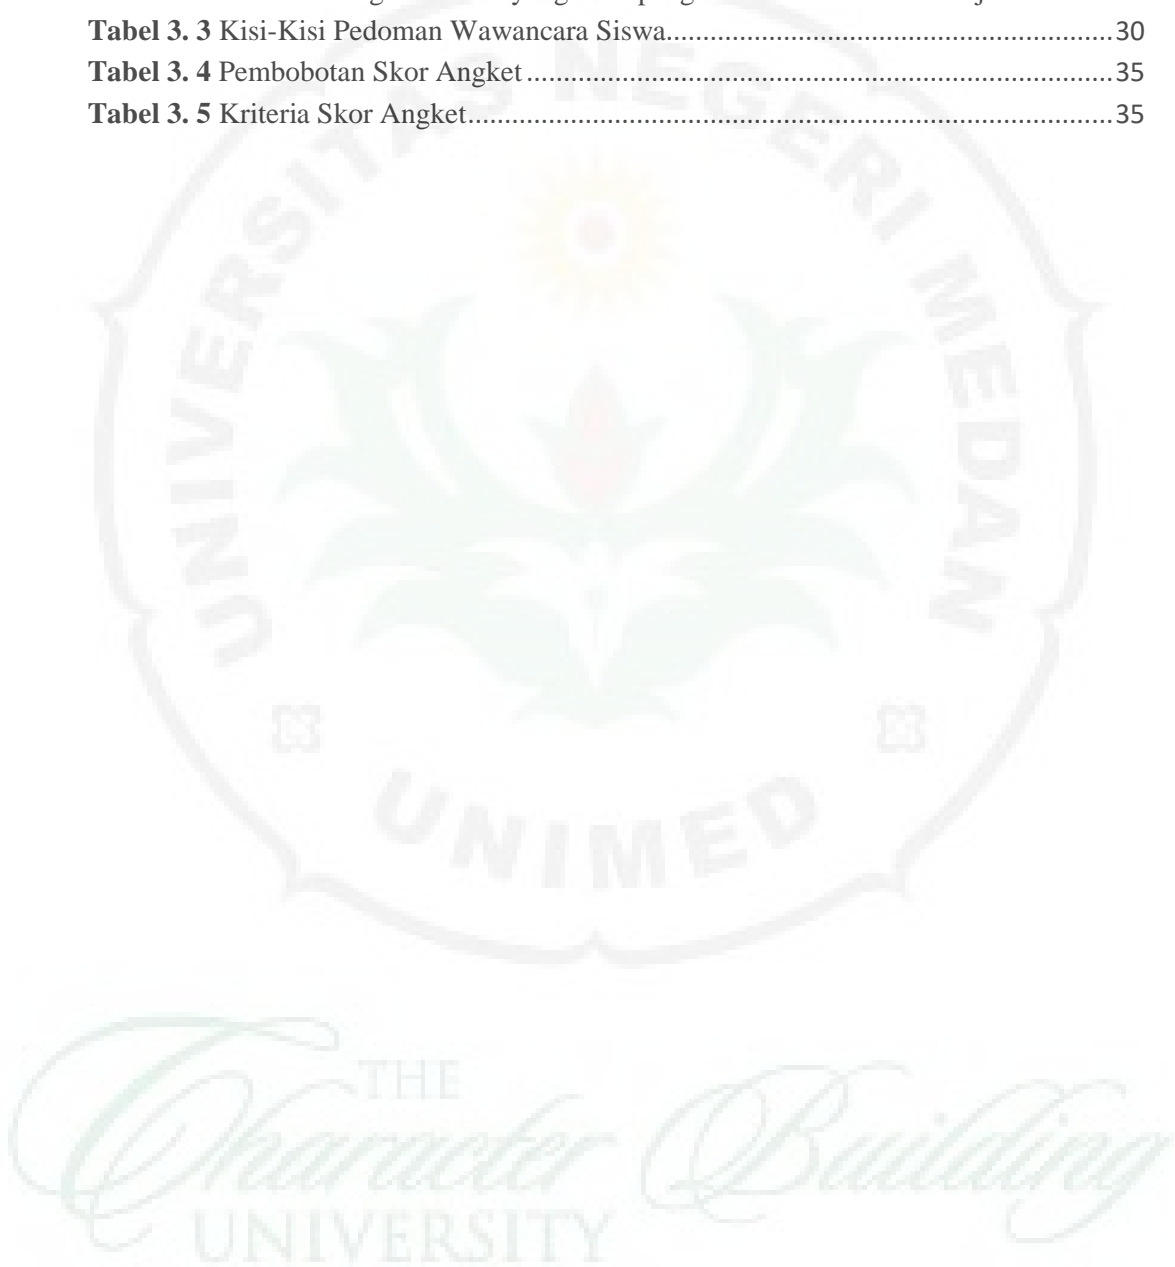 Tabel 3. 3 Kisi-Kisi Pedoman Wawancara Siswa............................................................30
Tabel 3. 4 Pembobotan Skor Angket...............................................................................35
Tabel 3. 5 Kriteria Skor Angket......................................................................................35
UNIVERSITAS NEGERI MEDAN
UNIMED
THE
Character Building
UNIVERSITY